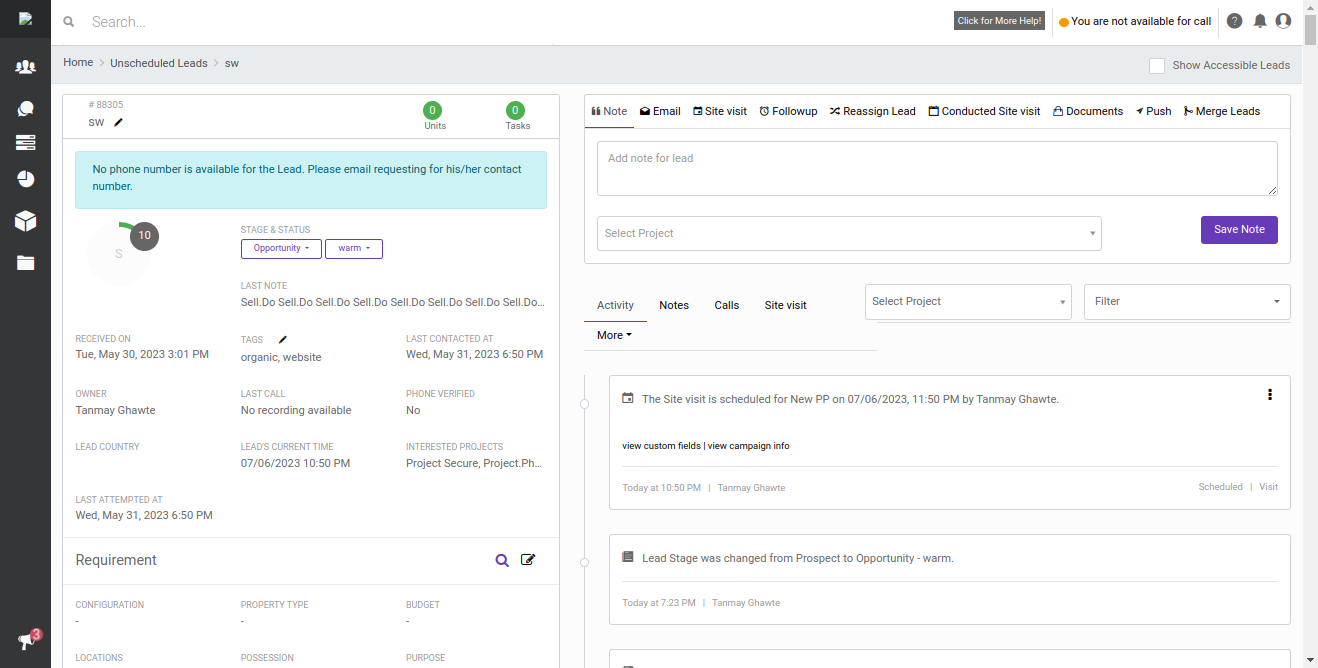 Search...
Click for More Help!
You are not available for call
Home > Unscheduled Leads > sw
Show Accessible Leads
# 88305
sw
0
Units
0
Tasks
No phone number is available for the Lead. Please email requesting for his/her contact
number.
S
10
STAGE & STATUS
Opportunity
warm
LAST NOTE
Sell.Do Sell.Do Sell.Do Sell.Do Sell.Do Sell.Do Sell.Do Sell.Do...
RECEIVED ON
Tue, May 30, 2023 3:01 PM
TAGS
organic, website
LAST CONTACTED AT
Wed, May 31, 2023 6:50 PM
OWNER
Tanmay Ghawte
LAST CALL
No recording available
PHONE VERIFIED
No
LEAD COUNTRY
LEAD'S CURRENT TIME
07/06/2023 10:50 PM
INTERESTED PROJECTS
Project Secure, Project.Ph...
LAST ATTEMPTED AT
Wed, May 31, 2023 6:50 PM
Requirement
CONFIGURATION
-
PROPERTY TYPE
-
BUDGET
-
LOCATIONS
POSSESSION
PURPOSE
3
Note Email Site visit Followup Reassign Lead Conducted Site visit Documents Push Merge Leads
Add note for lead
Select Project
Save Note
Activity Notes Calls Site visit
More
Select Project
Filter
The Site visit is scheduled for New PP on 07/06/2023, 11:50 PM by Tanmay Ghawte.
view custom fields | view campaign info
Today at 10:50 PM | Tanmay Ghawte
Scheduled | Visit
Lead Stage was changed from Prospect to Opportunity - warm.
Today at 7:23 PM | Tanmay Ghawte